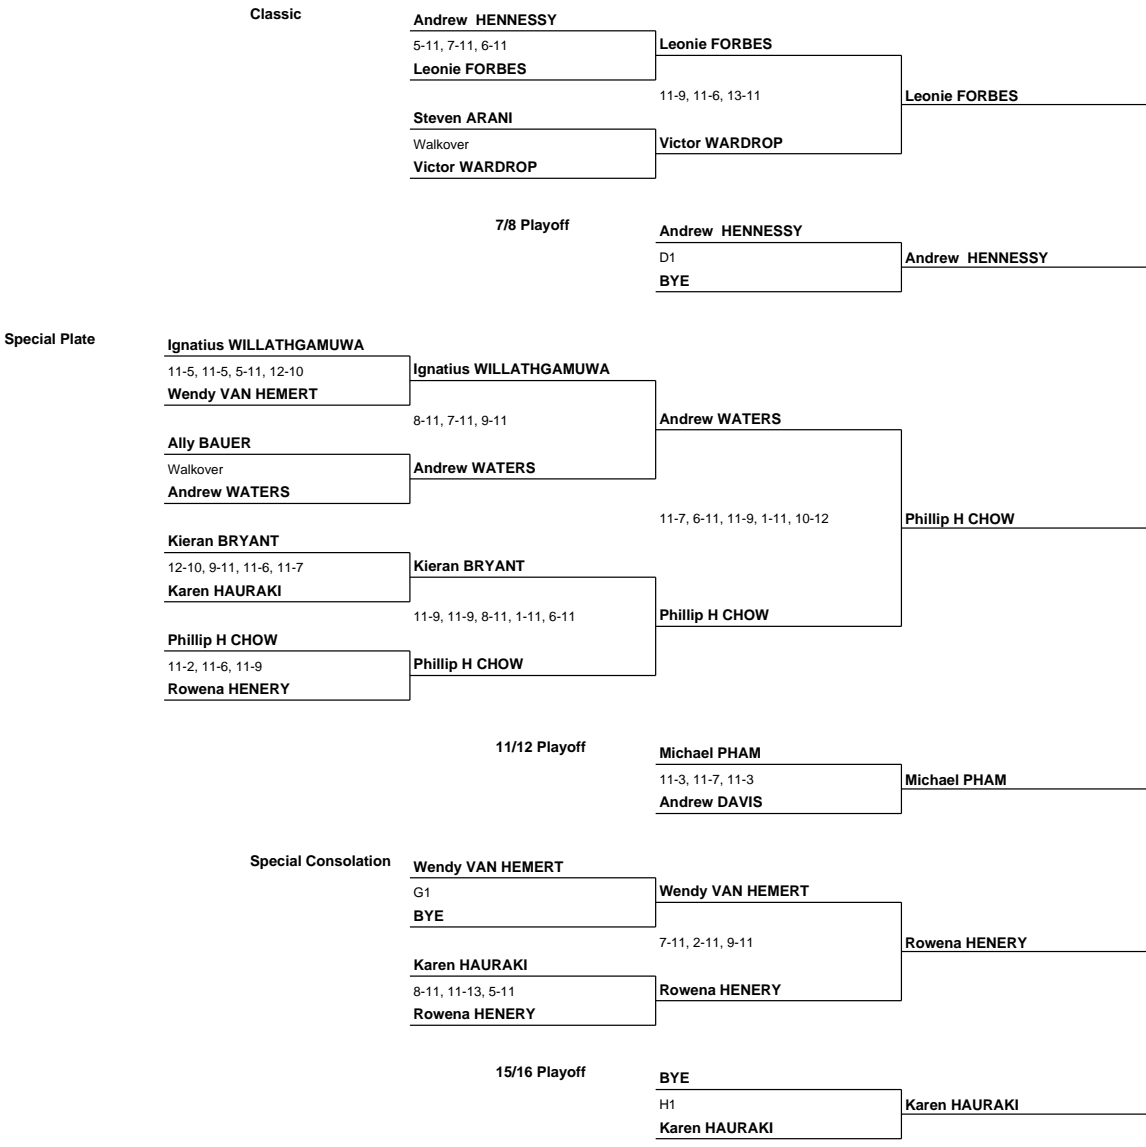 Classic
Andrew  HENNESSY
5-11, 7-11, 6-11
Leonie FORBES
Leonie FORBES
11-9, 11-6, 13-11
Leonie FORBES
Steven ARANI
Walkover
Victor WARDROP
Victor WARDROP
7/8 Playoff
Andrew  HENNESSY
D1
Andrew  HENNESSY
BYE
Special Plate
Ignatius WILLATHGAMUWA
11-5, 11-5, 5-11, 12-10
Ignatius WILLATHGAMUWA
Wendy VAN HEMERT
8-11, 7-11, 9-11
Andrew WATERS
Ally BAUER
Walkover
Andrew WATERS
Andrew WATERS
11-7, 6-11, 11-9, 1-11, 10-12
Phillip H CHOW
Kieran BRYANT
12-10, 9-11, 11-6, 11-7
Kieran BRYANT
Karen HAURAKI
11-9, 11-9, 8-11, 1-11, 6-11
Phillip H CHOW
Phillip H CHOW
11-2, 11-6, 11-9
Phillip H CHOW
Rowena HENERY
11/12 Playoff
Michael PHAM
11-3, 11-7, 11-3
Michael PHAM
Andrew DAVIS
Special Consolation
Wendy VAN HEMERT
G1
Wendy VAN HEMERT
BYE
7-11, 2-11, 9-11
Rowena HENERY
Karen HAURAKI
8-11, 11-13, 5-11
Rowena HENERY
Rowena HENERY
15/16 Playoff
BYE
H1
Karen HAURAKI
Karen HAURAKI